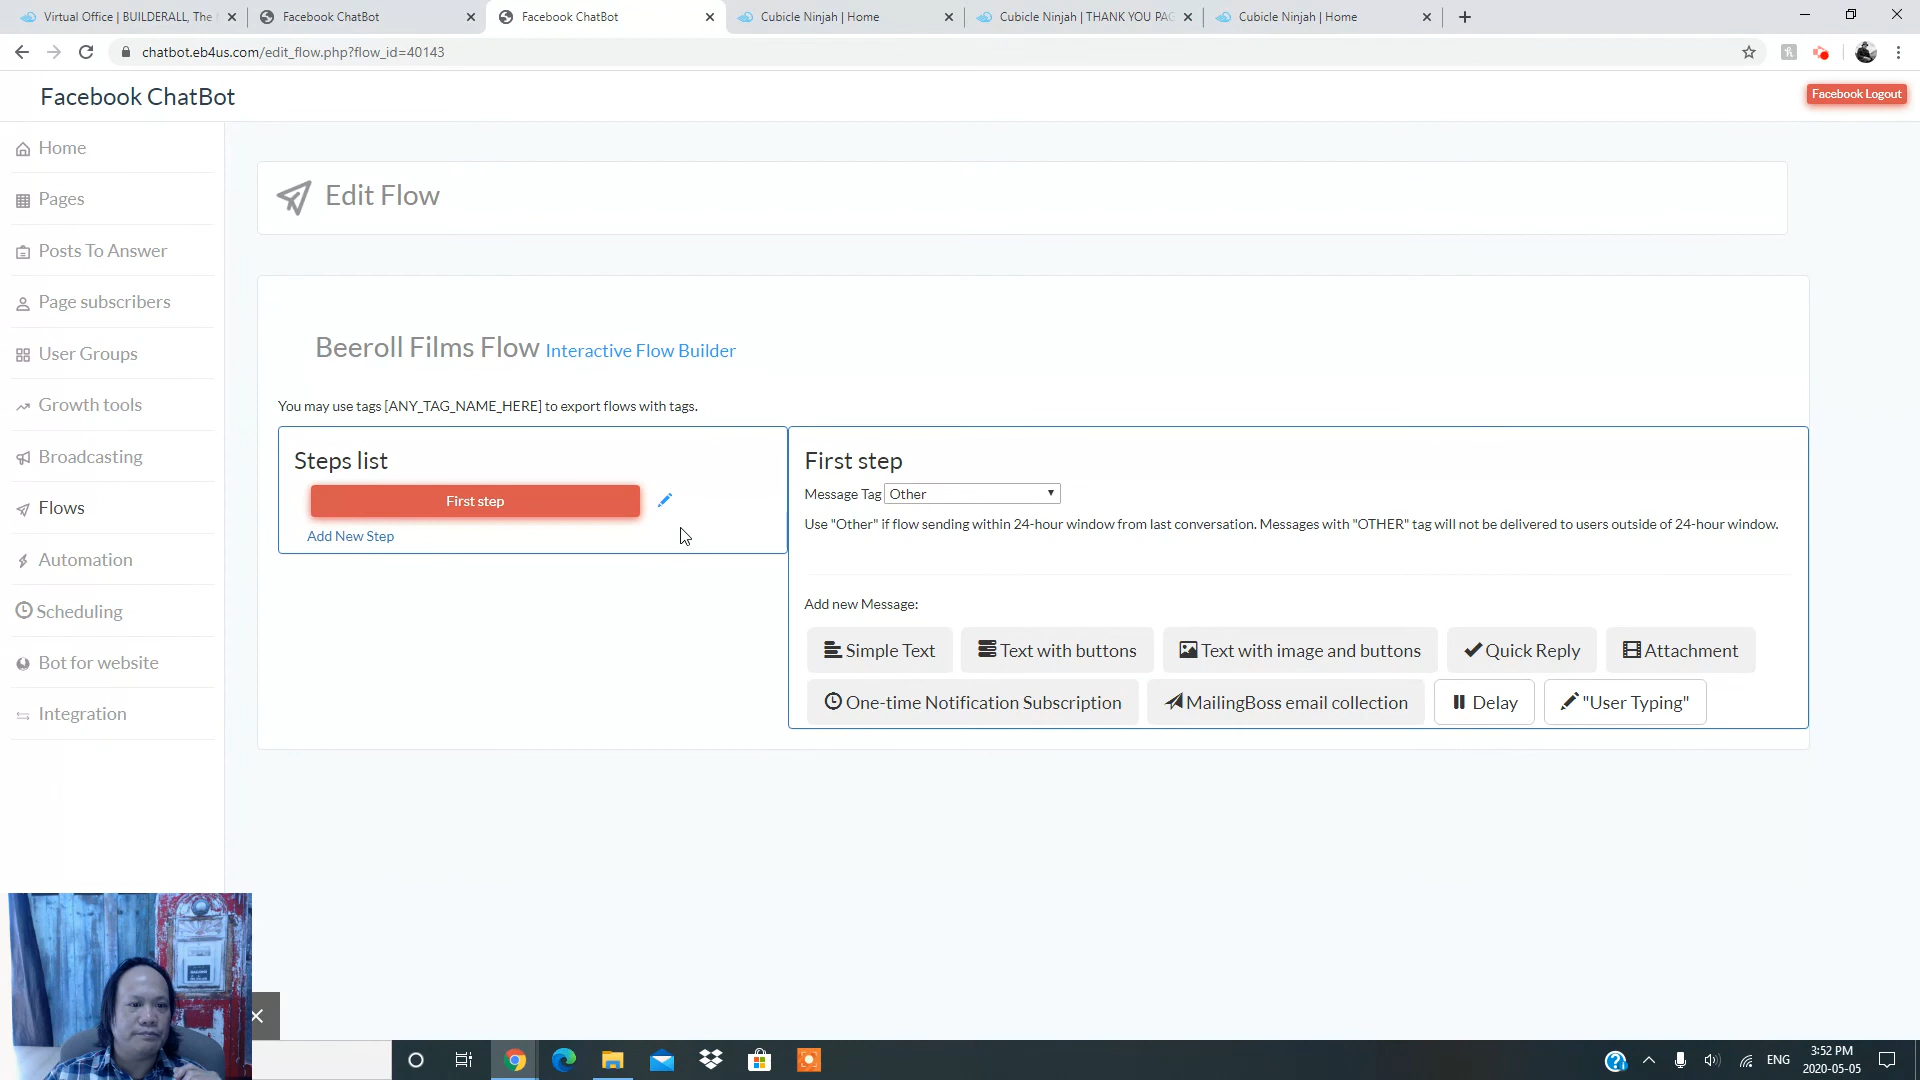 Virtual Office | BUILDERALL, The
Facebook ChatBot
Facebook ChatBot
Cubicle Ninjah | Home
Cubicle Ninjah | THANK YOU PAG
Cubicle Ninjah | Home
chatbot.eb4us.com/edit_flow.php?flow_id=40143
Facebook ChatBot
Facebook Logout
Home
Pages
Posts To Answer
Page subscribers
User Groups
Growth tools
Broadcasting
Flows
Automation
Scheduling
Bot for website
Integration
Edit Flow
Beeroll Films Flow Interactive Flow Builder
You may use tags [ANY_TAG_NAME_HERE] to export flows with tags.
Steps list
First step
Add New Step
First step
Message Tag Other
Use "Other" if flow sending within 24-hour window from last conversation. Messages with "OTHER" tag will not be delivered to users outside of 24-hour window.
Add new Message:
Simple Text
Text with buttons
Text with image and buttons
Quick Reply
Attachment
One-time Notification Subscription
MailingBoss email collection
Delay
"User Typing"
ENG
3:52 PM
2020-05-05